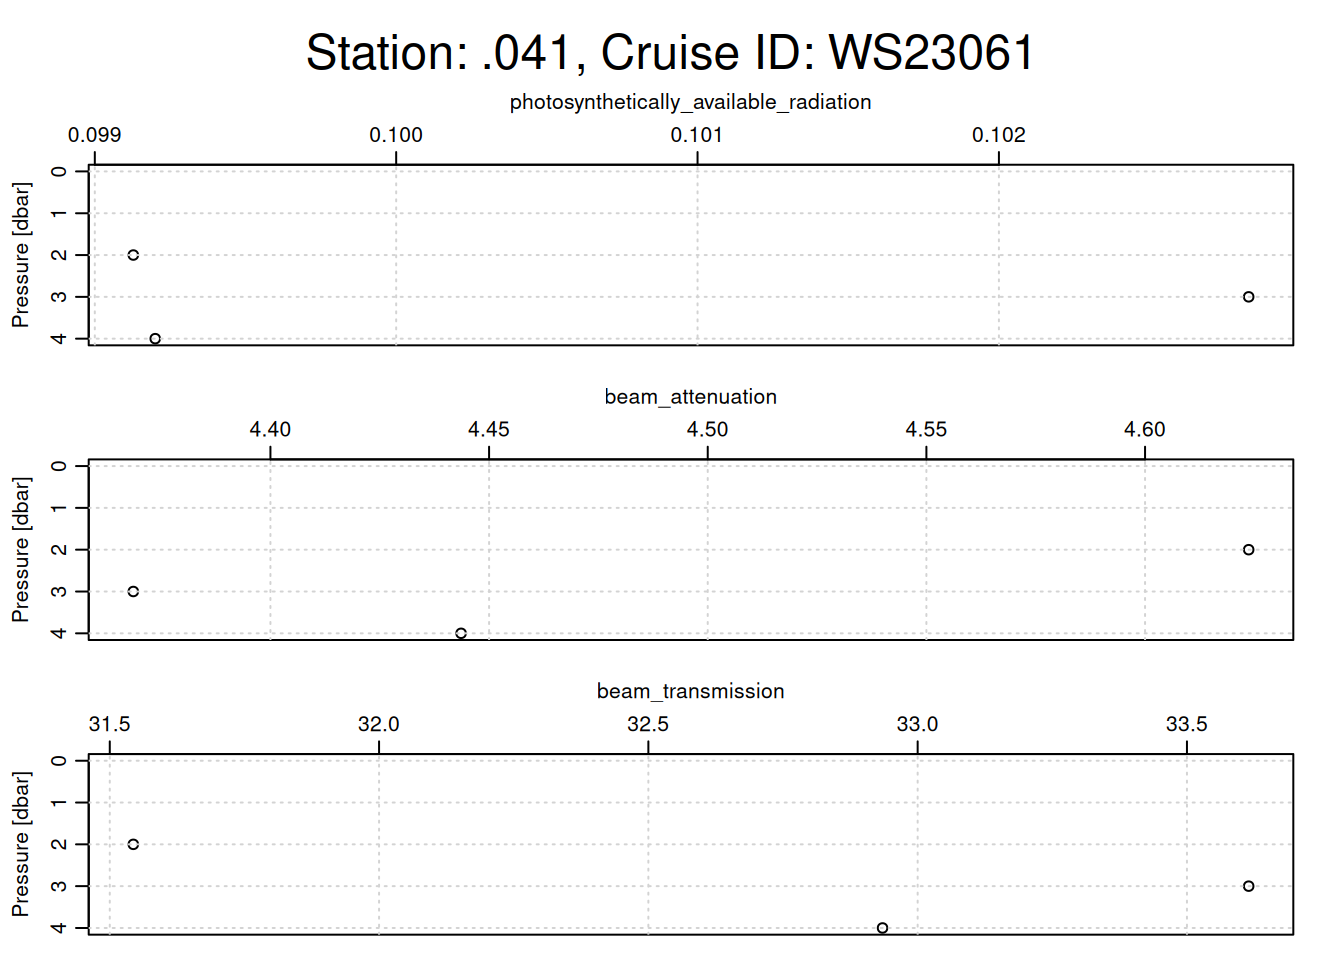 Station: .041, Cruise ID: WS23061
photosynthetically_available_radiation
0.099 0.100 0.101 0.102
Pressure [dbar]
0
1
2
3
4
beam_attenuation
4.40 4.45 4.50 4.55 4.60
Pressure [dbar]
0
1
2
3
4
beam_transmission
31.5 32.0 32.5 33.0 33.5
Pressure [dbar]
0
1
2
3
4